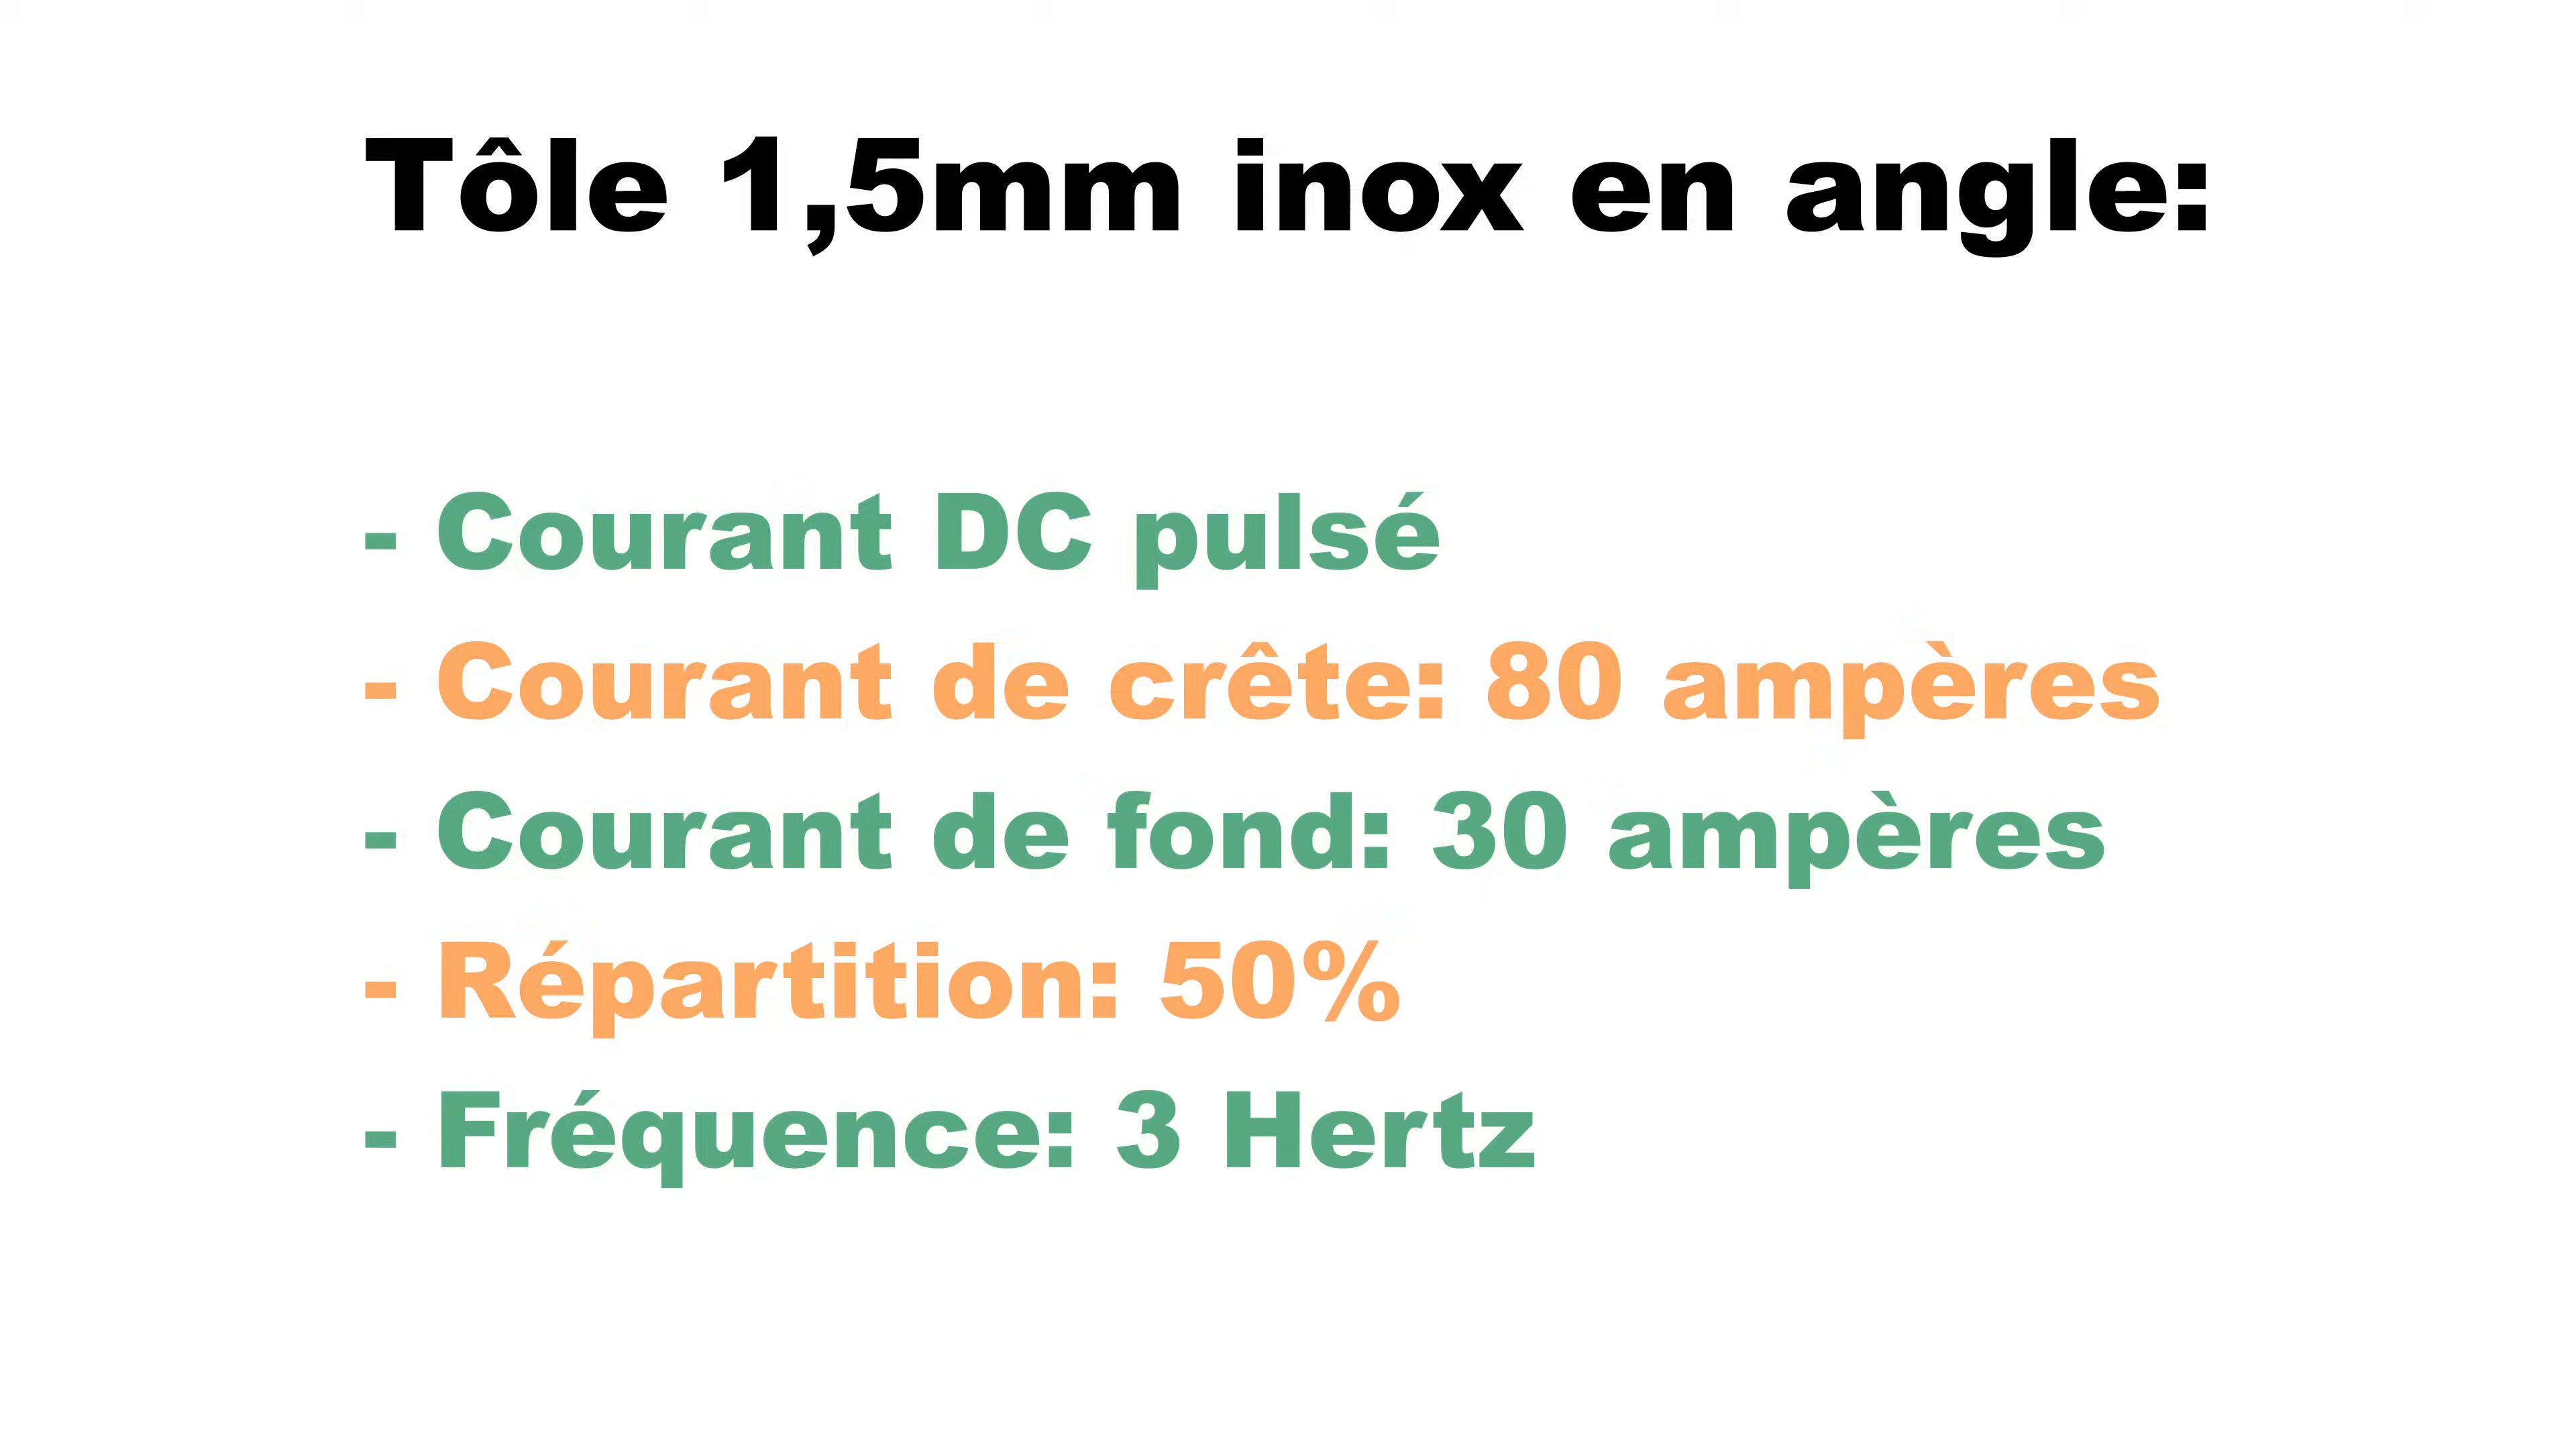 Tôle 1,5mm inox en angle:
- Courant DC pulsé
- Courant de crête: 80 ampères
- Courant de fond: 30 ampères
- Répartition: 50%
- Fréquence: 3 Hertz